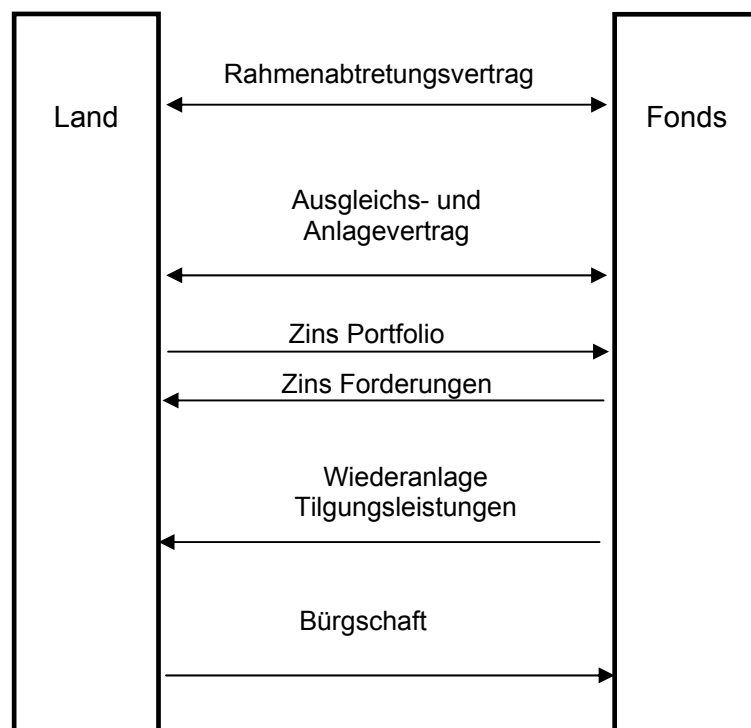 Rahmenabtretungsvertrag
Land
Fonds
Ausgleichs- und
Anlagevertrag
Zins Portfolio
Zins Forderungen
Wiederanlage
Tilgungsleistungen
Bürgschaft